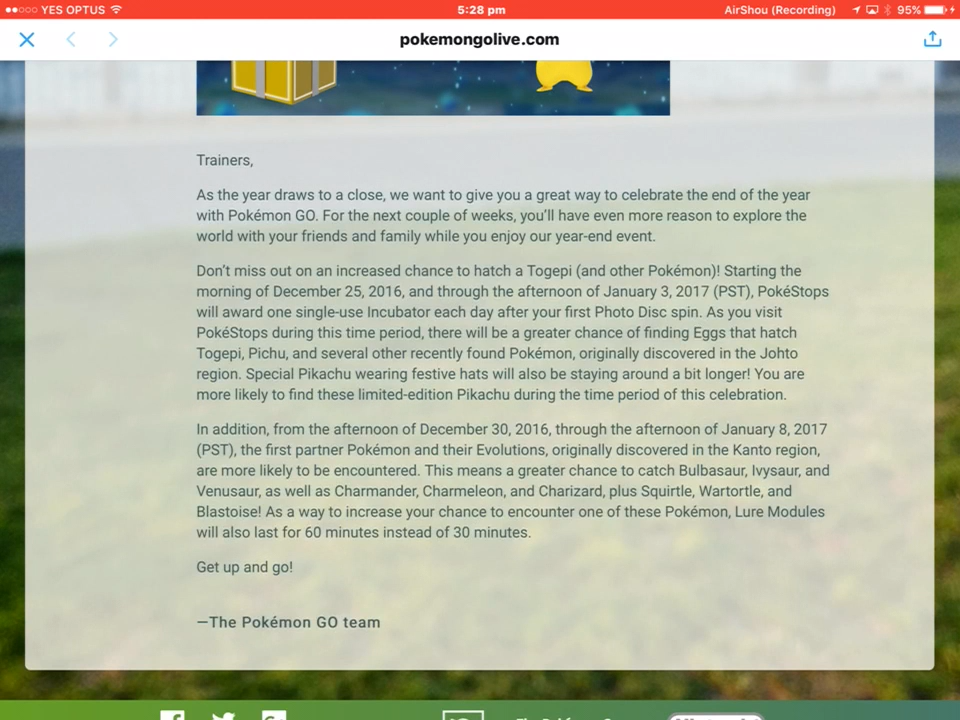 YES OPTUS 5:28 pm AirShou (Recording) 95%
pokemongolive.com
Trainers,
As the year draws to a close, we want to give you a great way to celebrate the end of the year
with Pokémon GO. For the next couple of weeks, you’ll have even more reason to explore the
world with your friends and family while you enjoy our year-end event.
Don’t miss out on an increased chance to hatch a Togepi (and other Pokémon)! Starting the
morning of December 25, 2016, and through the afternoon of January 3, 2017 (PST), PokéStops
will award one single-use Incubator each day after your first Photo Disc spin. As you visit
PokéStops during this time period, there will be a greater chance of finding Eggs that hatch
Togepi, Pichu, and several other recently found Pokémon, originally discovered in the Johto
region. Special Pikachu wearing festive hats will also be staying around a bit longer! You are
more likely to find these limited-edition Pikachu during the time period of this celebration.
In addition, from the afternoon of December 30, 2016, through the afternoon of January 8, 2017
(PST), the first partner Pokémon and their Evolutions, originally discovered in the Kanto region,
are more likely to be encountered. This means a greater chance to catch Bulbasaur, Ivysaur, and
Venusaur, as well as Charmander, Charmeleon, and Charizard, plus Squirtle, Wartortle, and
Blastoise! As a way to increase your chance to encounter one of these Pokémon, Lure Modules
will also last for 60 minutes instead of 30 minutes.
Get up and go!
—The Pokémon GO team